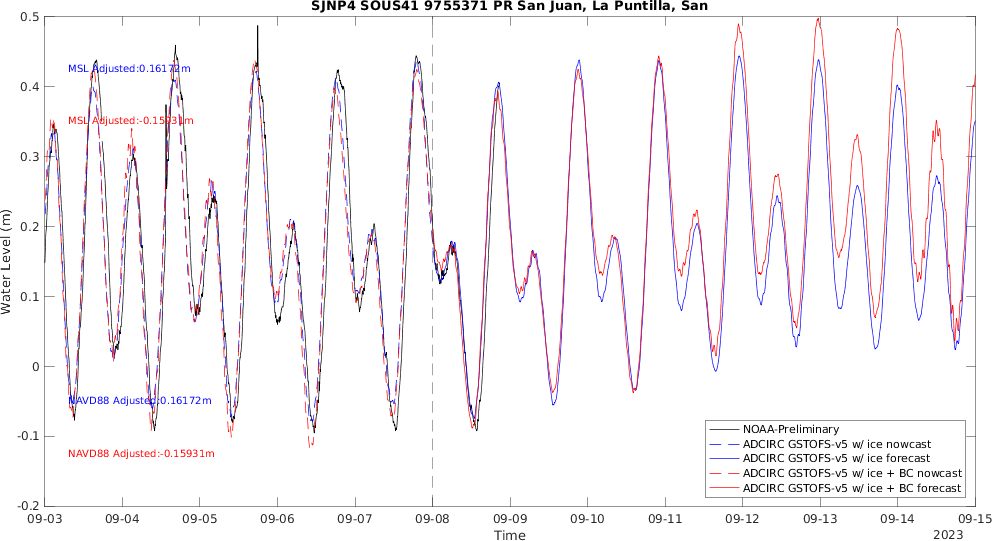 SJNP4 SOUS41 9755371 PR San Juan, La Puntilla, San
Water Level (m)
0.5
0.4
0.3
0.2
0.1
0
-0.1
-0.2
MSL Adjusted:0.16172m
MSL Adjusted:-0.15931m
NAVD88 Adjusted:0.16172m
NAVD88 Adjusted:-0.15931m
NOAA-Preliminary
ADCIRC GSTOFS-v5 w/ ice nowcast
ADCIRC GSTOFS-v5 w/ ice forecast
ADCIRC GSTOFS-v5 w/ ice + BC nowcast
ADCIRC GSTOFS-v5 w/ ice + BC forecast
09-03 09-04 09-05 09-06 09-07 09-08 09-09 09-10 09-11 09-12 09-13 09-14 09-15
Time
2023